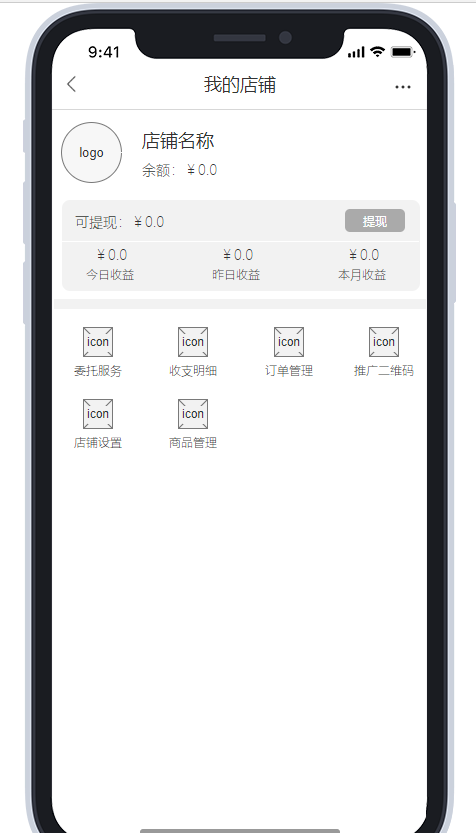 9:41
我的店铺
logo
店铺名称
余额：￥0.0
可提现：￥0.0
提现
￥0.0 ￥0.0 ￥0.0
今日收益 昨日收益 本月收益
icon icon icon icon
委托服务 收支明细 订单管理 推广二维码
icon icon
店铺设置 商品管理